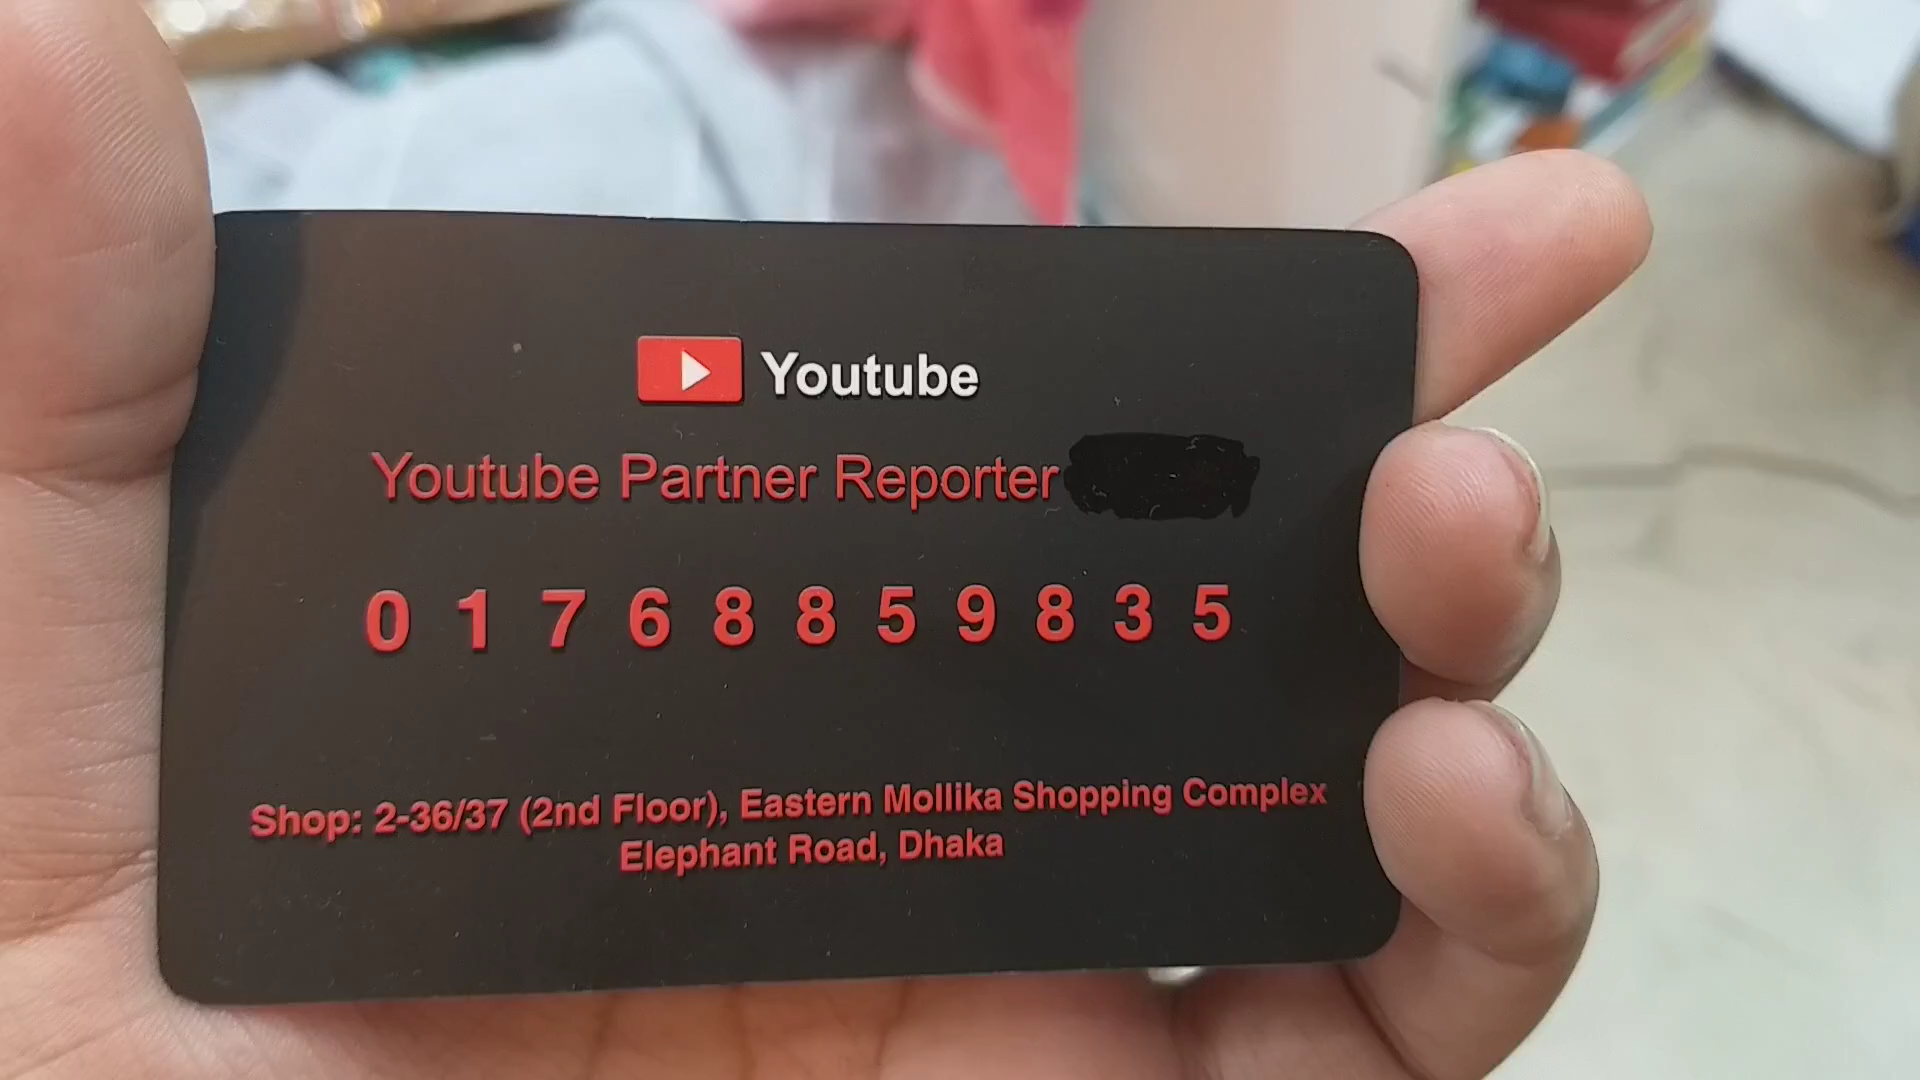 Youtube
Youtube Partner Reporter
0 1 7 6 8 8 5 9 8 3 5
Shop: 2-36/37 (2nd Floor), Eastern Mollika Shopping Complex
Elephant Road, Dhaka